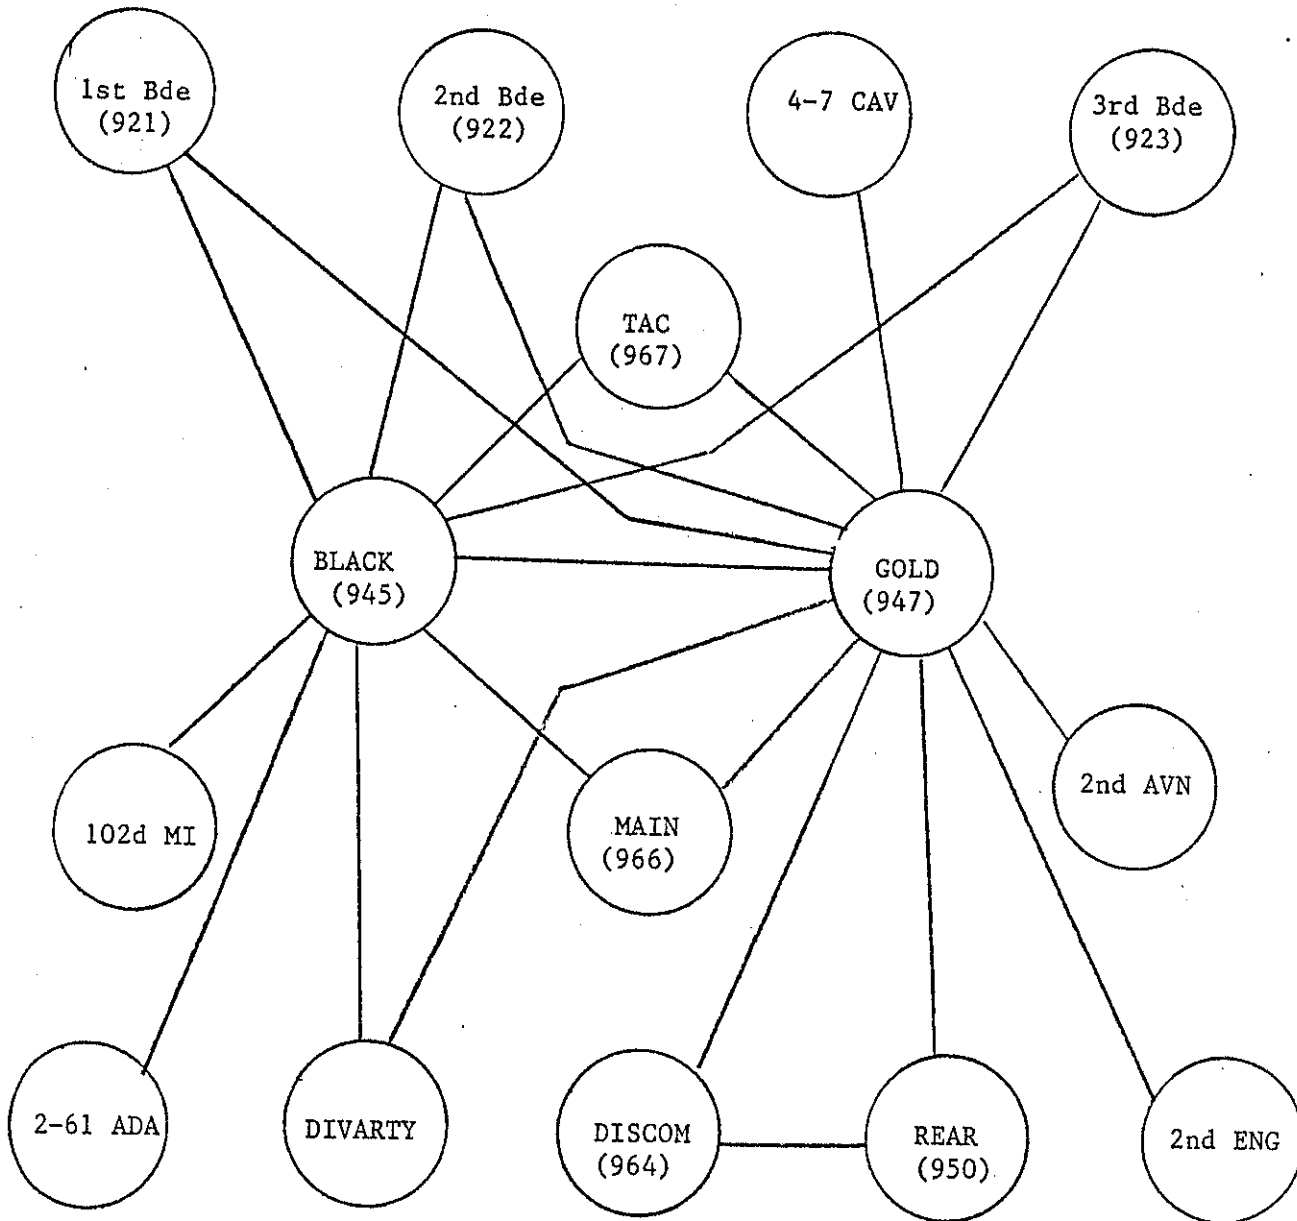 1st Bde
(921)
2nd Bde
(922)
4-7 CAV
3rd Bde
(923)
TAC
(967)
BLACK
(945)
GOLD
(947)
102d MI
MAIN
(966)
2nd AVN
2-61 ADA
DIVARTY
DISCOM
(964)
REAR
(950)
2nd ENG